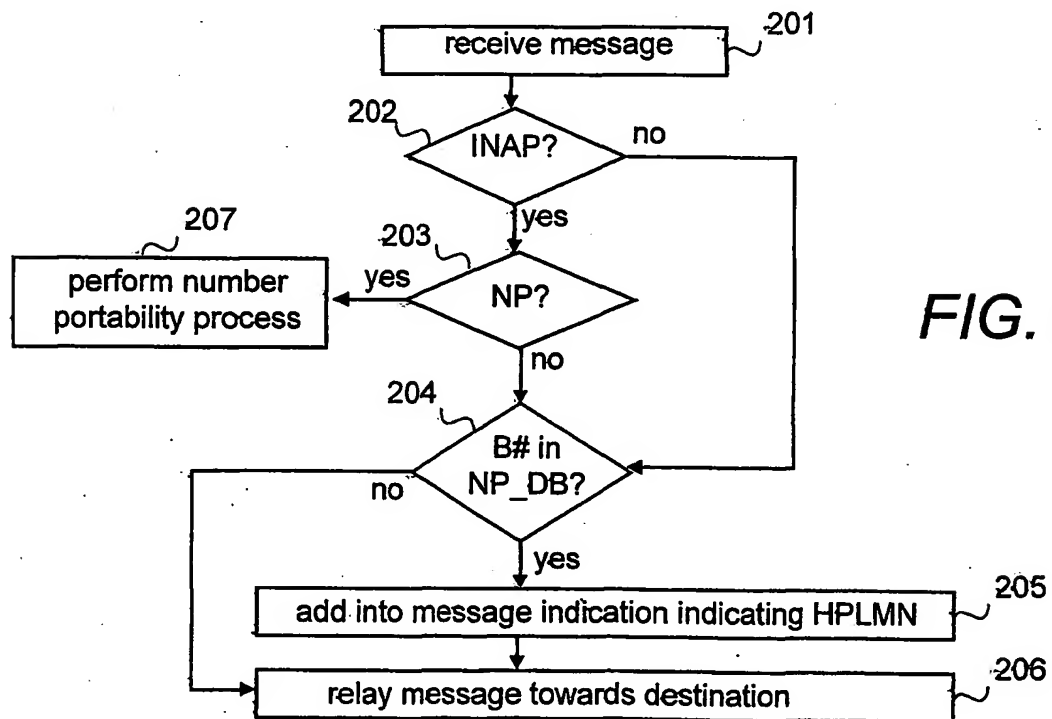 201
receive message
202
INAP?
no
yes
207
203
yes
perform number
portability process
NP?
FIG.
no
204
B# in
NP_DB?
no
yes
205
add into message indication indicating HPLMN
206
relay message towards destination